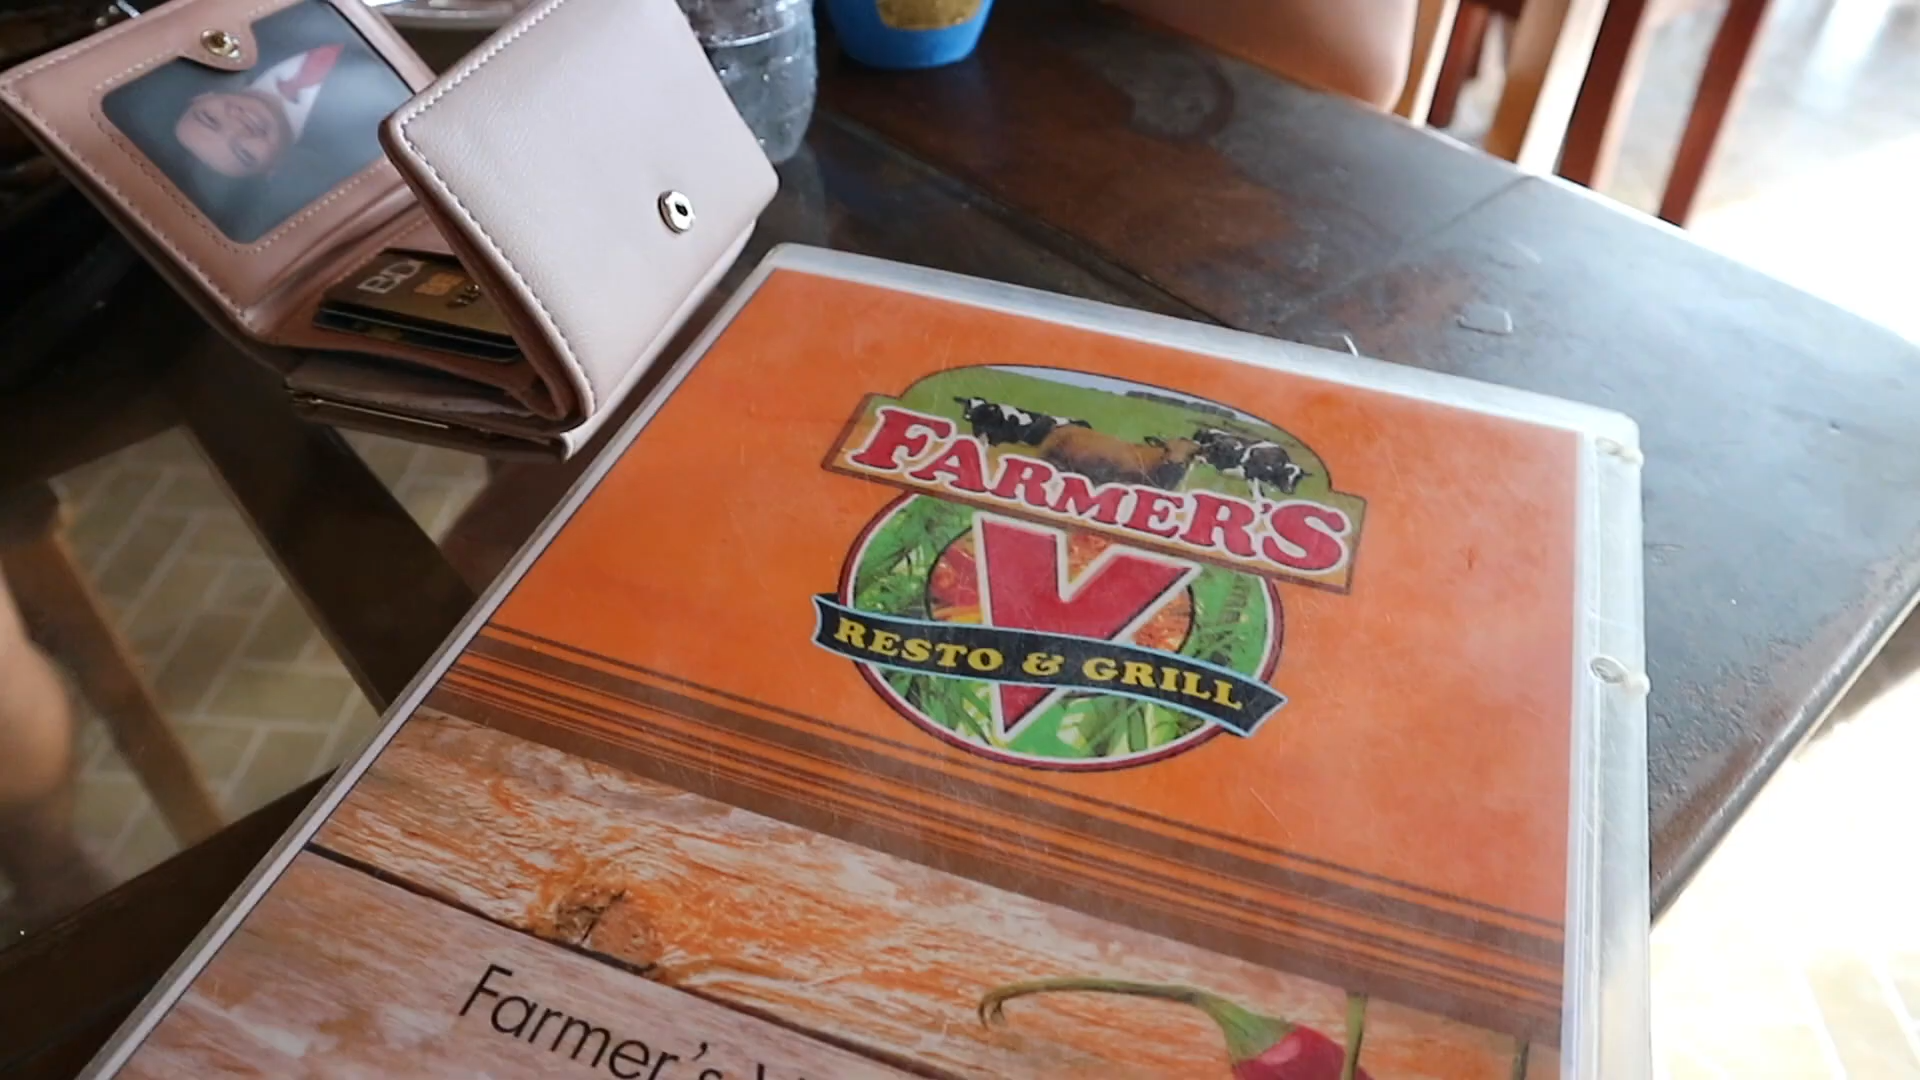 BDO
FARMER'S
V
RESTO & GRILL
Farmer's